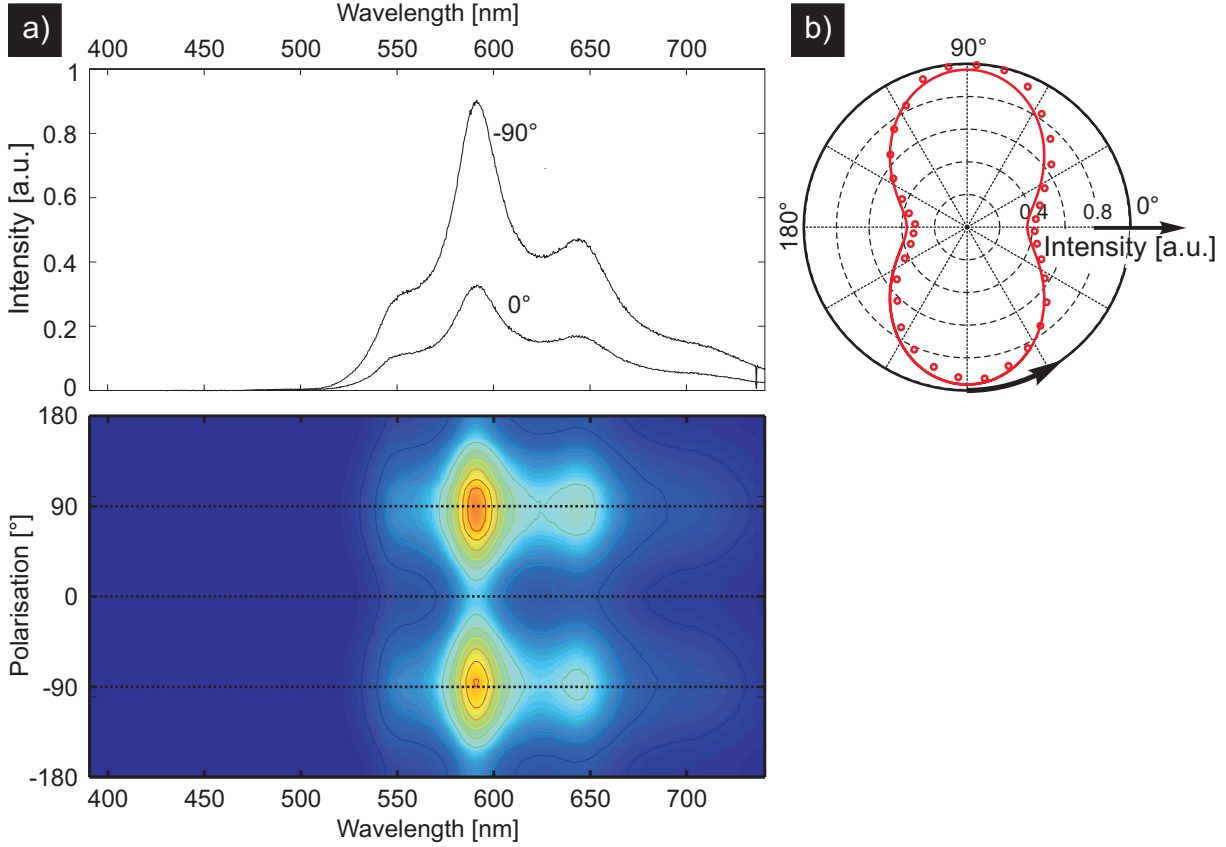 a)
Wavelength [nm]
400 450 500 550 600 650 700
Intensity [a.u.]
1
0.8
0.6
0.4
0.2
0
-90°
0°
180
90
0
-90
-180
Polarisation [°]
400 450 500 550 600 650 700
Wavelength [nm]
b)
90°
180°
0.4 0.8 0°
Intensity [a.u.]